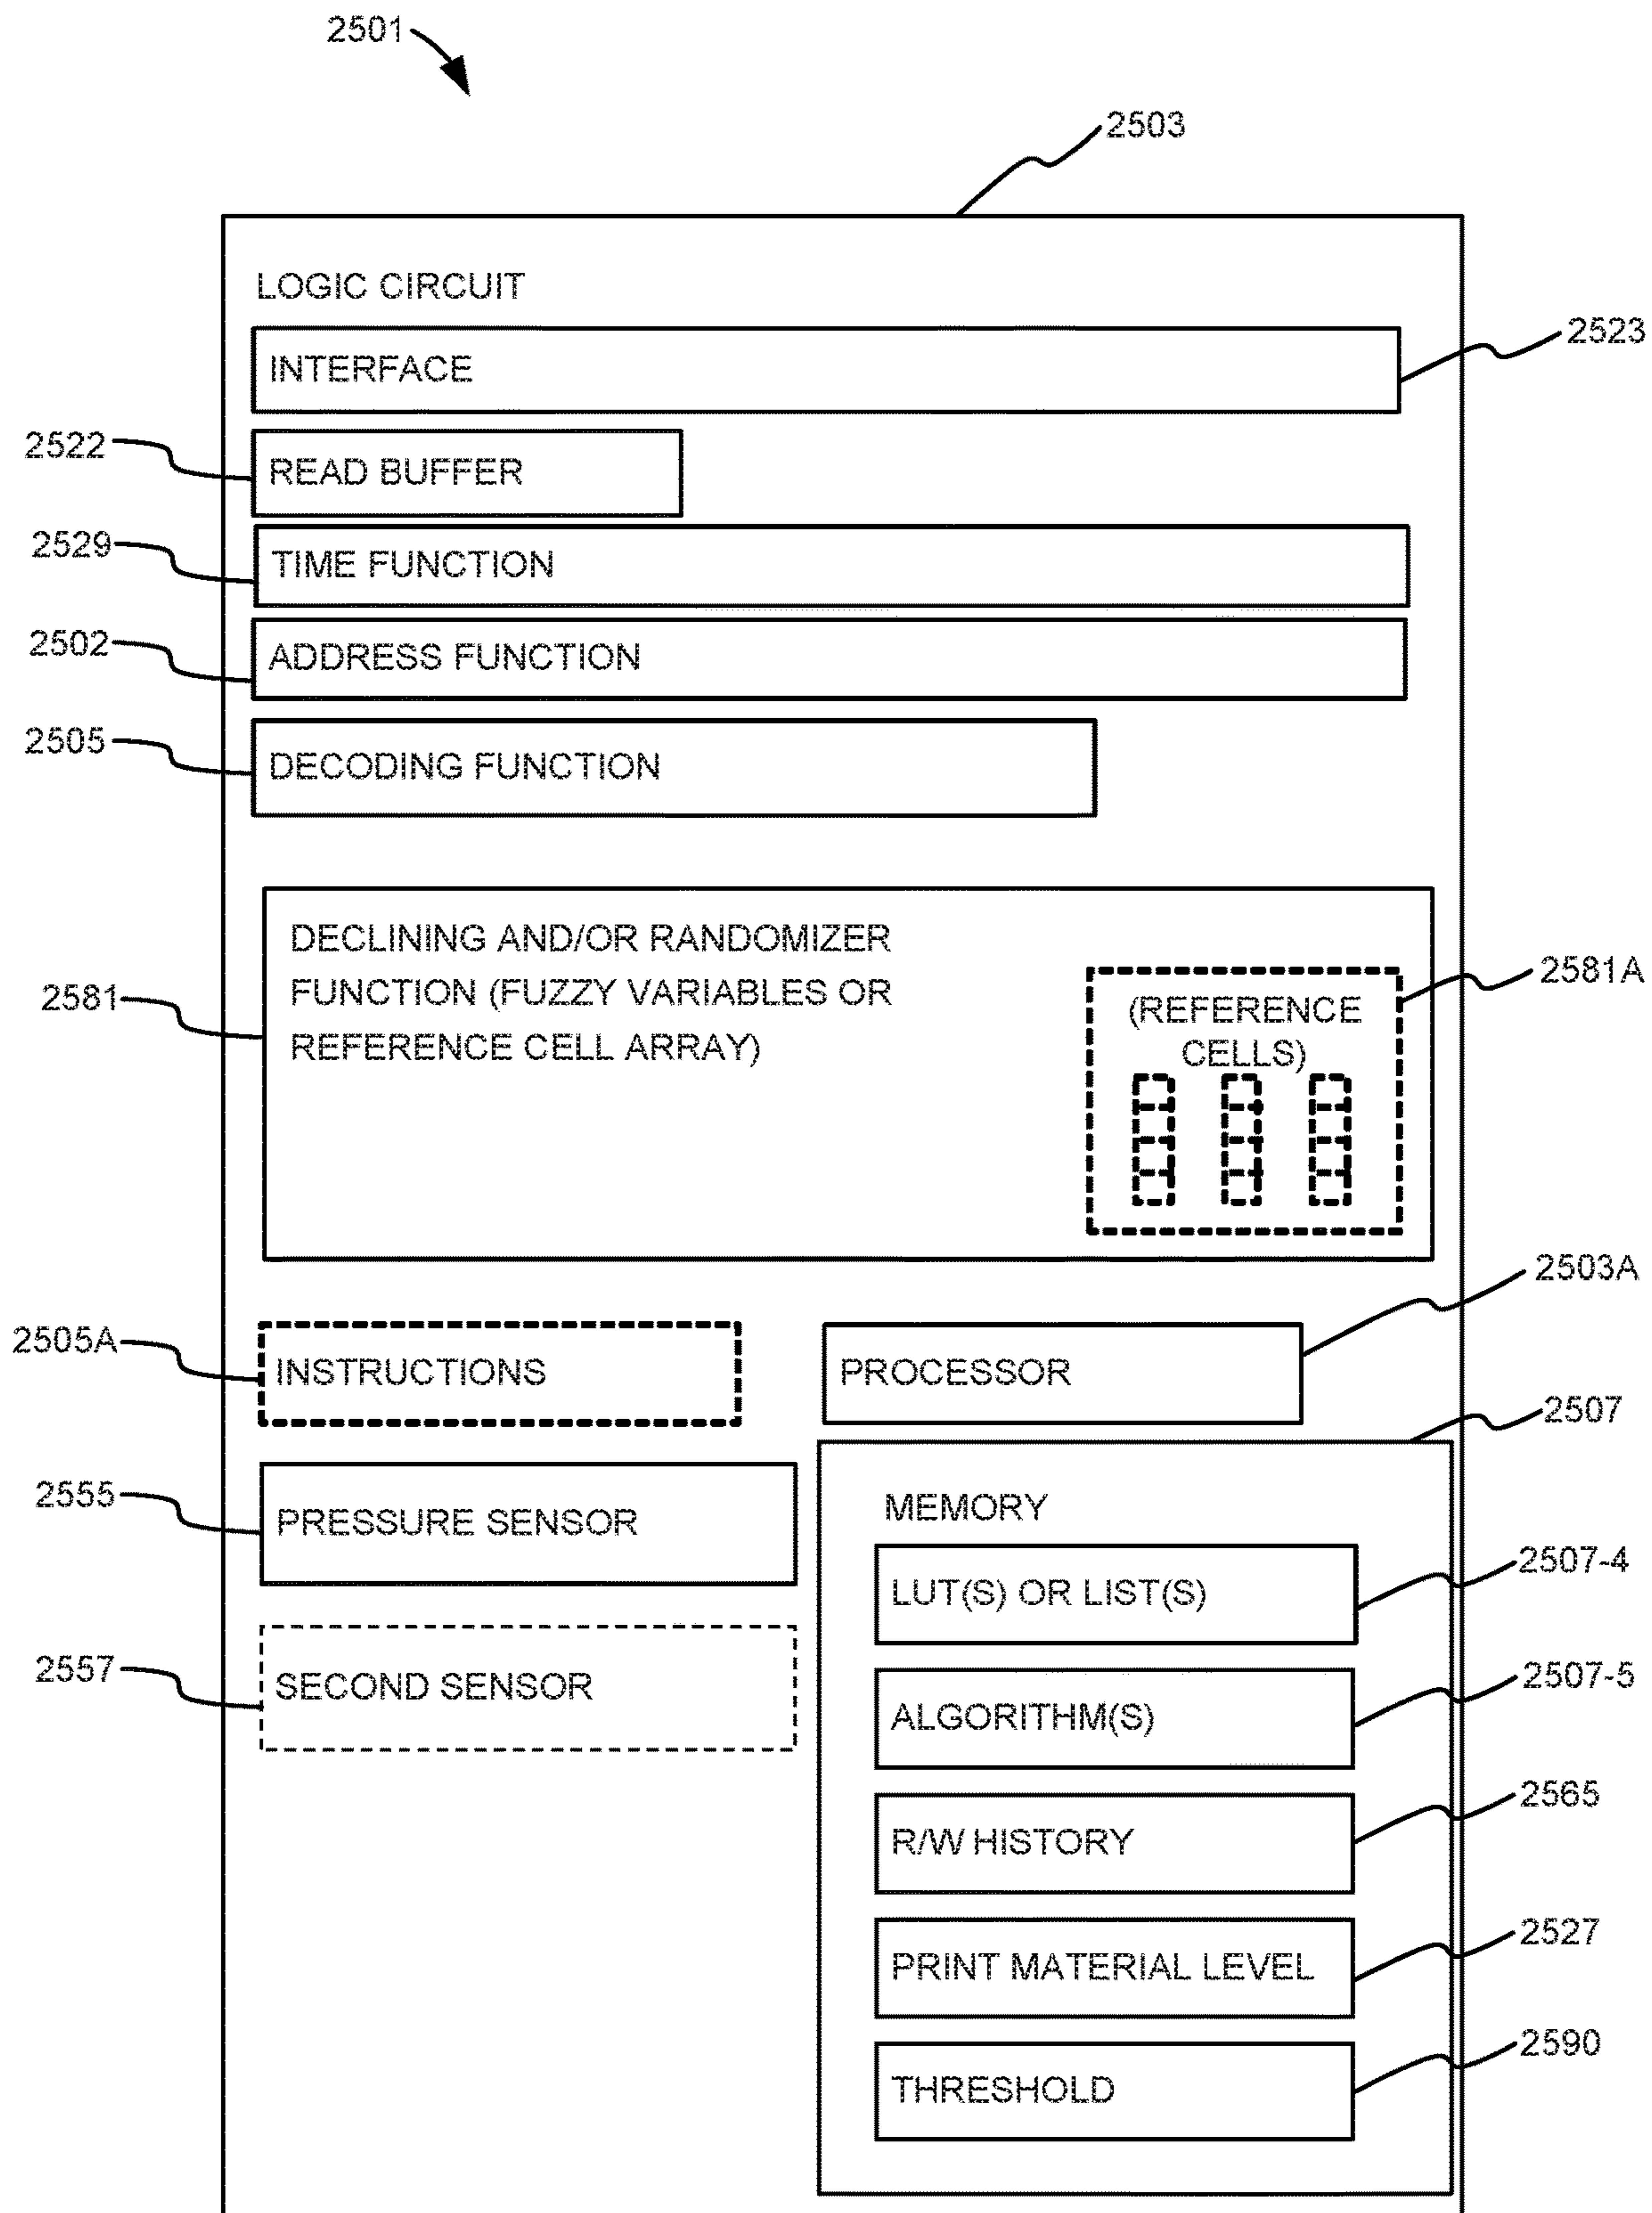 2501
2503
LOGIC CIRCUIT
INTERFACE
2523
2522
READ BUFFER
2529
TIME FUNCTION
2502
ADDRESS FUNCTION
2505
DECODING FUNCTION
2581
DECLINING AND/OR RANDOMIZER
FUNCTION (FUZZY VARIABLES OR
REFERENCE CELL ARRAY)
(REFERENCE
CELLS)
2581A
2503A
2505A
INSTRUCTIONS
PROCESSOR
2507
2555
PRESSURE SENSOR
MEMORY
LUT(S) OR LIST(S)
2507-4
2557
SECOND SENSOR
ALGORITHM(S)
2507-5
R/W HISTORY
2565
PRINT MATERIAL LEVEL
2527
THRESHOLD
2590